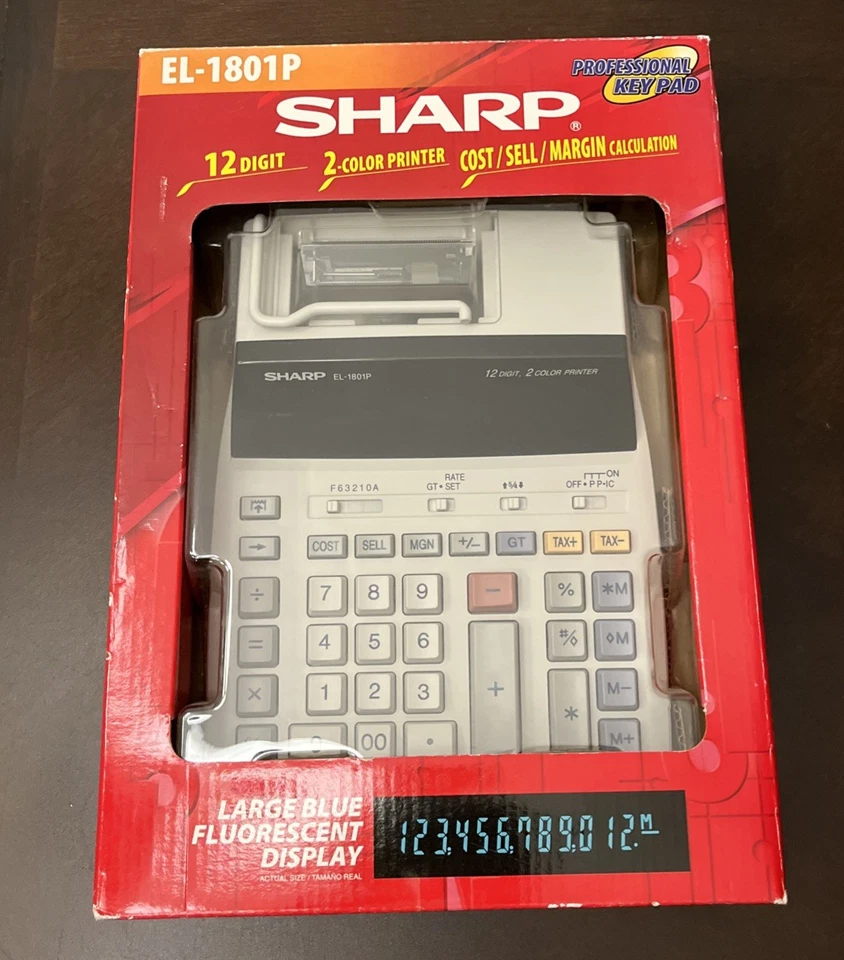 EL-1801P
PROFESSIONAL
KEY PAD
SHARP®
12 DIGIT 2-COLOR PRINTER COST / SELL / MARGIN CALCULATION
SHARP EL-1801P 12 DIGIT, 2 COLOR PRINTER
F63210A
RATE
GT • SET
↑5/4↓
ON
OFF • P P•IC
COST SELL MGN +/− GT TAX+ TAX−
→
÷ 7 8 9 − % *M
= 4 5 6 #/◊ ◊M
× 1 2 3 + * M−
0 00 • M+
LARGE BLUE
FLUORESCENT
DISPLAY
ACTUAL SIZE / TAMAÑO REAL
123,456,789,012. M−